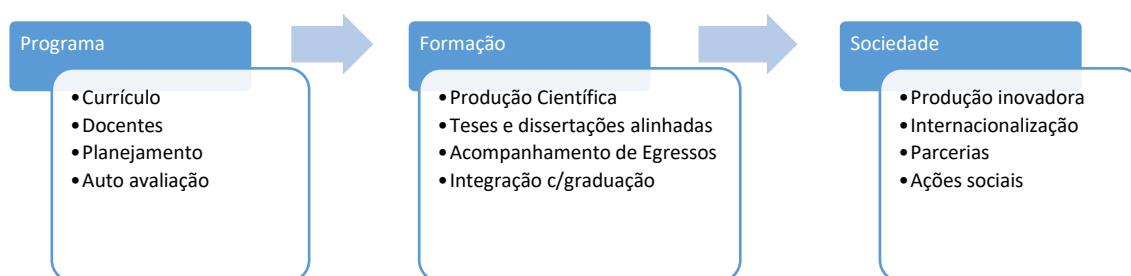 Programa
• Currículo
• Docentes
• Planejamento
• Auto avaliação
Formação
• Produção Científica
• Teses e dissertações alinhadas
• Acompanhamento de Egressos
• Integração c/graduação
Sociedade
• Produção inovadora
• Internacionalização
• Parcerias
• Ações sociais